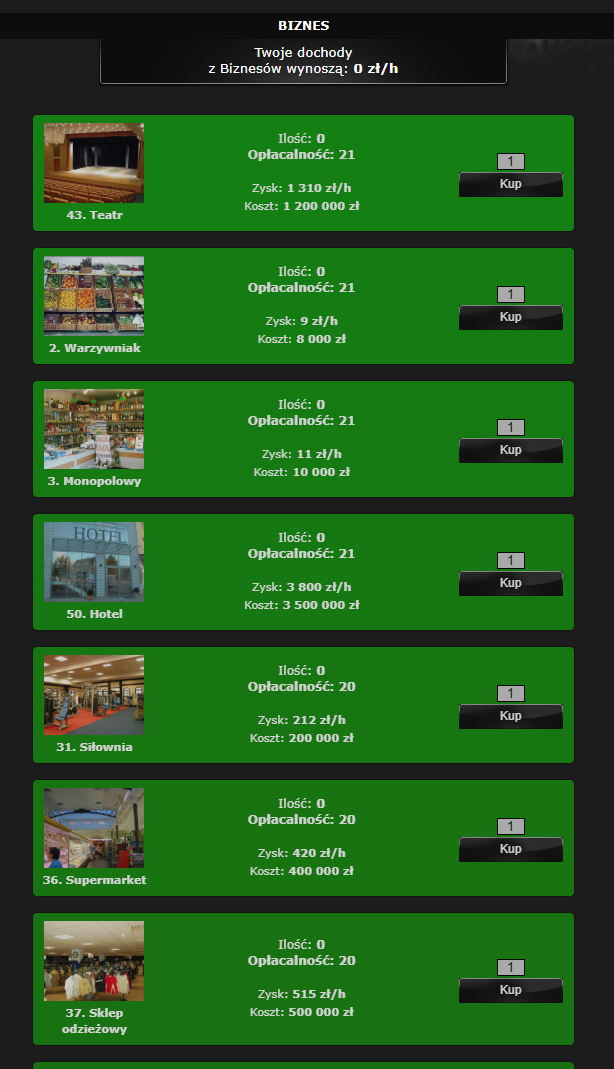 BIZNES
Twoje dochody
z Biznesów wynoszą: 0 zł/h
Ilość: 0
Opłacalność: 21
Zysk: 1 310 zł/h
Koszt: 1 200 000 zł
43. Teatr
1
Kup
Ilość: 0
Opłacalność: 21
Zysk: 9 zł/h
Koszt: 8 000 zł
2. Warzywniak
1
Kup
Ilość: 0
Opłacalność: 21
Zysk: 11 zł/h
Koszt: 10 000 zł
3. Monopolowy
1
Kup
HOTEL
Ilość: 0
Opłacalność: 21
Zysk: 3 800 zł/h
Koszt: 3 500 000 zł
50. Hotel
1
Kup
Ilość: 0
Opłacalność: 20
Zysk: 212 zł/h
Koszt: 200 000 zł
31. Siłownia
1
Kup
Ilość: 0
Opłacalność: 20
Zysk: 420 zł/h
Koszt: 400 000 zł
36. Supermarket
1
Kup
Ilość: 0
Opłacalność: 20
Zysk: 515 zł/h
Koszt: 500 000 zł
37. Sklep
odzieżowy
1
Kup